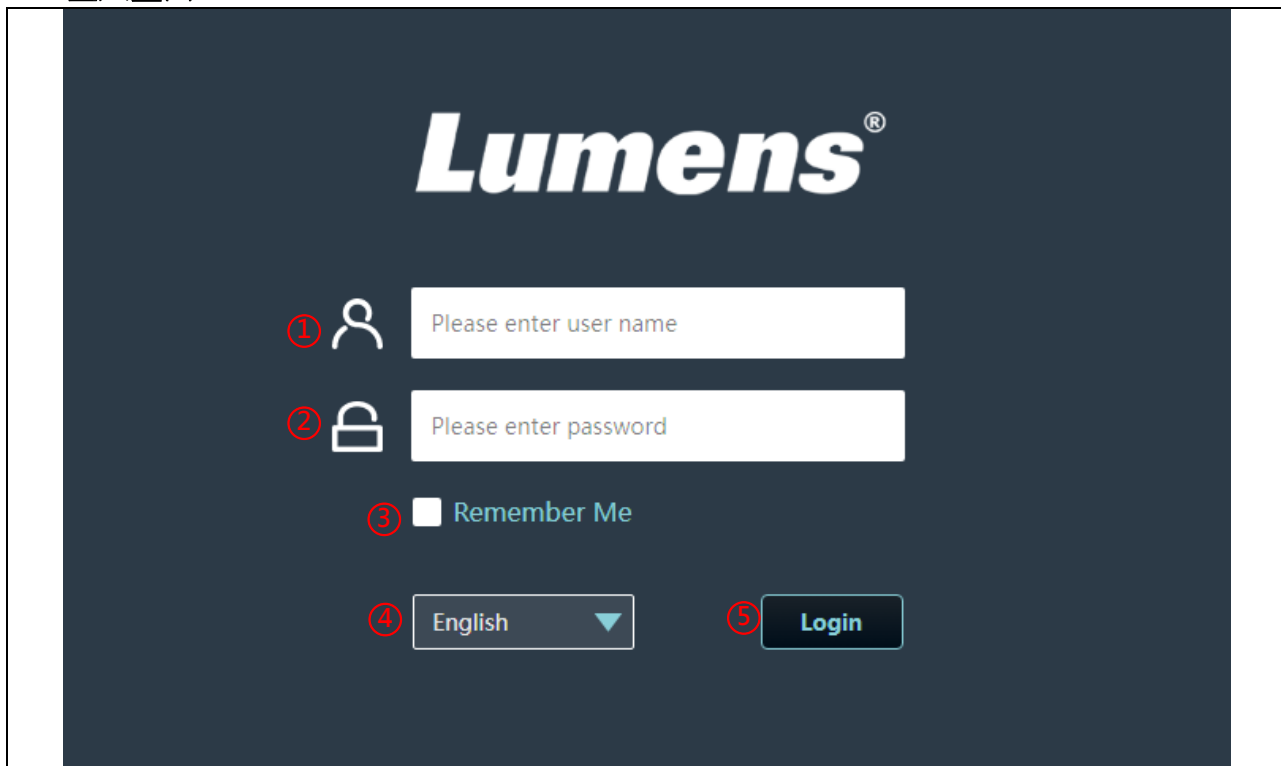 Lumens®
① Please enter user name
② Please enter password
③ Remember Me
④ English ⑤ Login